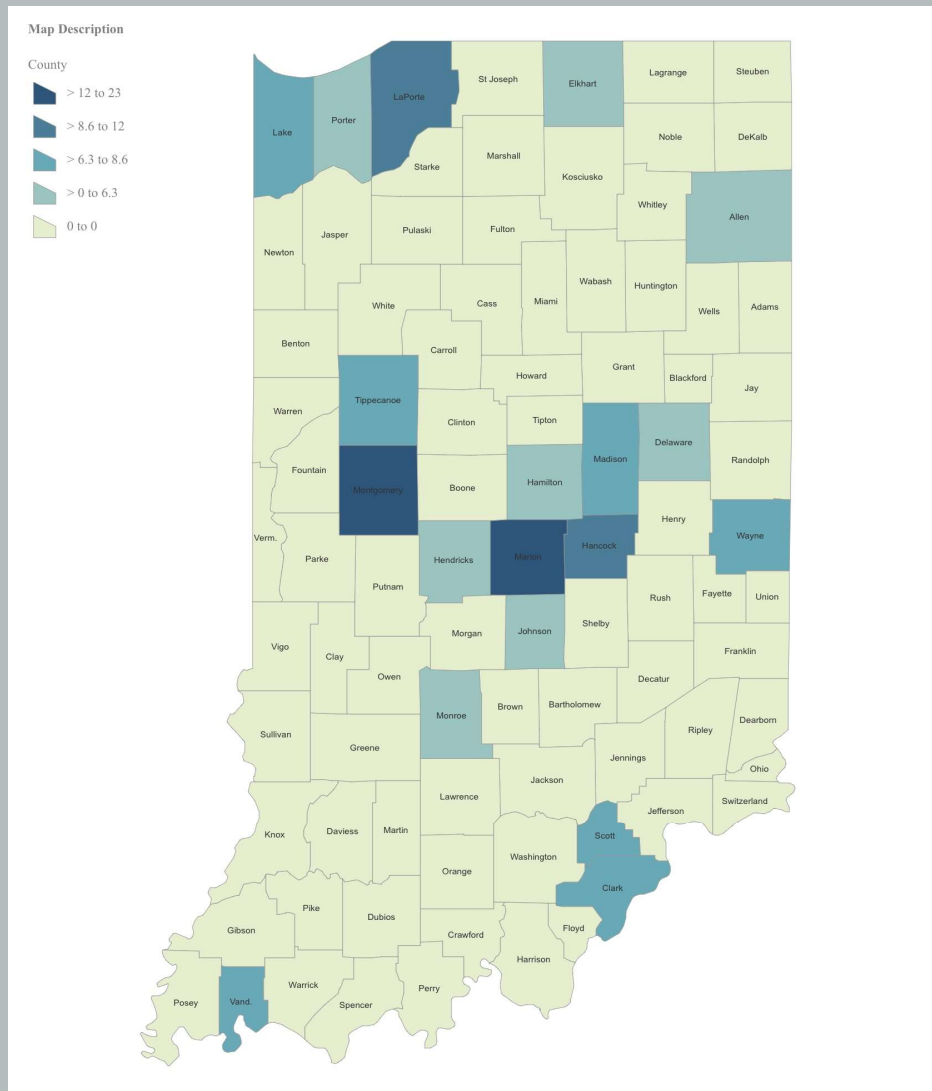 Map Description
County
> 12 to 23
> 8.6 to 12
> 6.3 to 8.6
> 0 to 6.3
0 to 0
St Joseph
Elkhart
Lagrange
Steuben
LaPorte
Porter
Lake
Noble
DeKalb
Marshall
Starke
Kosciusko
Whitley
Allen
Pulaski
Fulton
Jasper
Newton
Wabash
Huntington
White
Cass
Miami
Wells
Adams
Benton
Carroll
Howard
Grant
Blackford
Jay
Tippecanoe
Warren
Clinton
Tipton
Delaware
Madison
Randolph
Fountain
Montgomery
Boone
Hamilton
Henry
Verm.
Wayne
Parke
Hendricks
Marion
Hancock
Putnam
Rush
Fayette
Union
Shelby
Johnson
Morgan
Vigo
Clay
Franklin
Owen
Decatur
Brown
Bartholomew
Monroe
Sullivan
Greene
Ripley
Dearborn
Jennings
Ohio
Jackson
Lawrence
Switzerland
Jefferson
Knox
Daviess
Martin
Scott
Washington
Orange
Clark
Pike
Dubios
Gibson
Crawford
Floyd
Harrison
Warrick
Perry
Posey
Vand.
Spencer